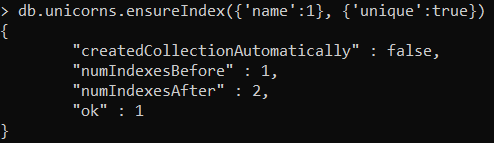 > db.unicorns.ensureIndex({'name':1}, {'unique':true})
{
        "createdCollectionAutomatically" : false,
        "numIndexesBefore" : 1,
        "numIndexesAfter" : 2,
        "ok" : 1
}